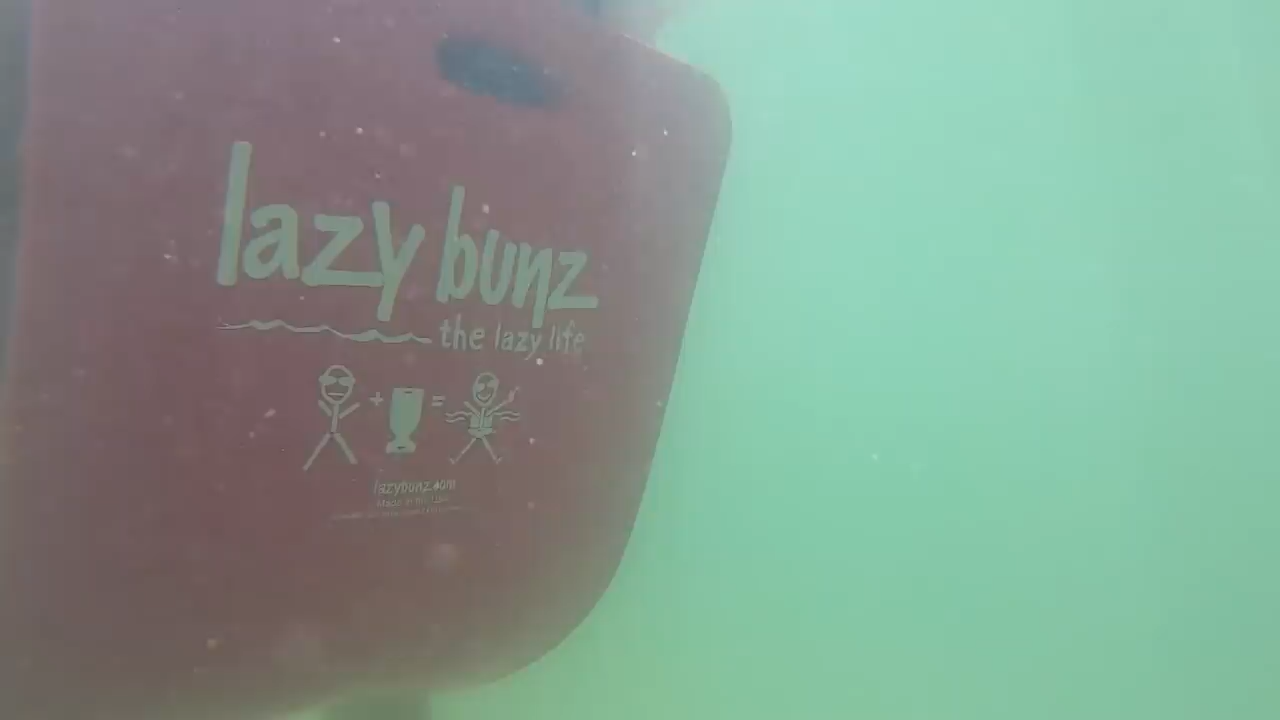 lazy bunz
the lazy life
+ =
lazybunz.com
Made in the USA